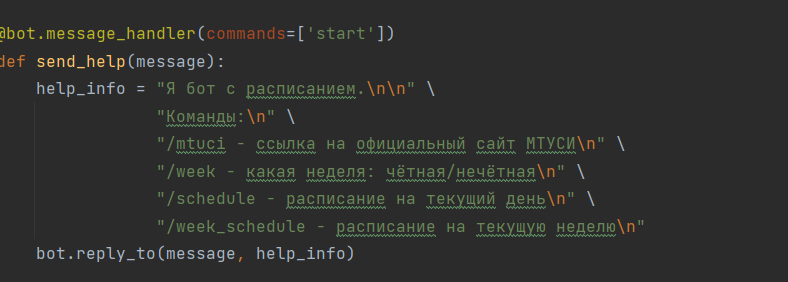 @bot.message_handler(commands=['start'])
def send_help(message):
help_info = "Я бот с расписанием.\n\n" \
"Команды:\n" \
"/mtuci - ссылка на официальный сайт МТУСИ\n" \
"/week - какая неделя: чётная/нечётная\n" \
"/schedule - расписание на текущий день\n" \
"/week_schedule - расписание на текущую неделю\n"
bot.reply_to(message, help_info)